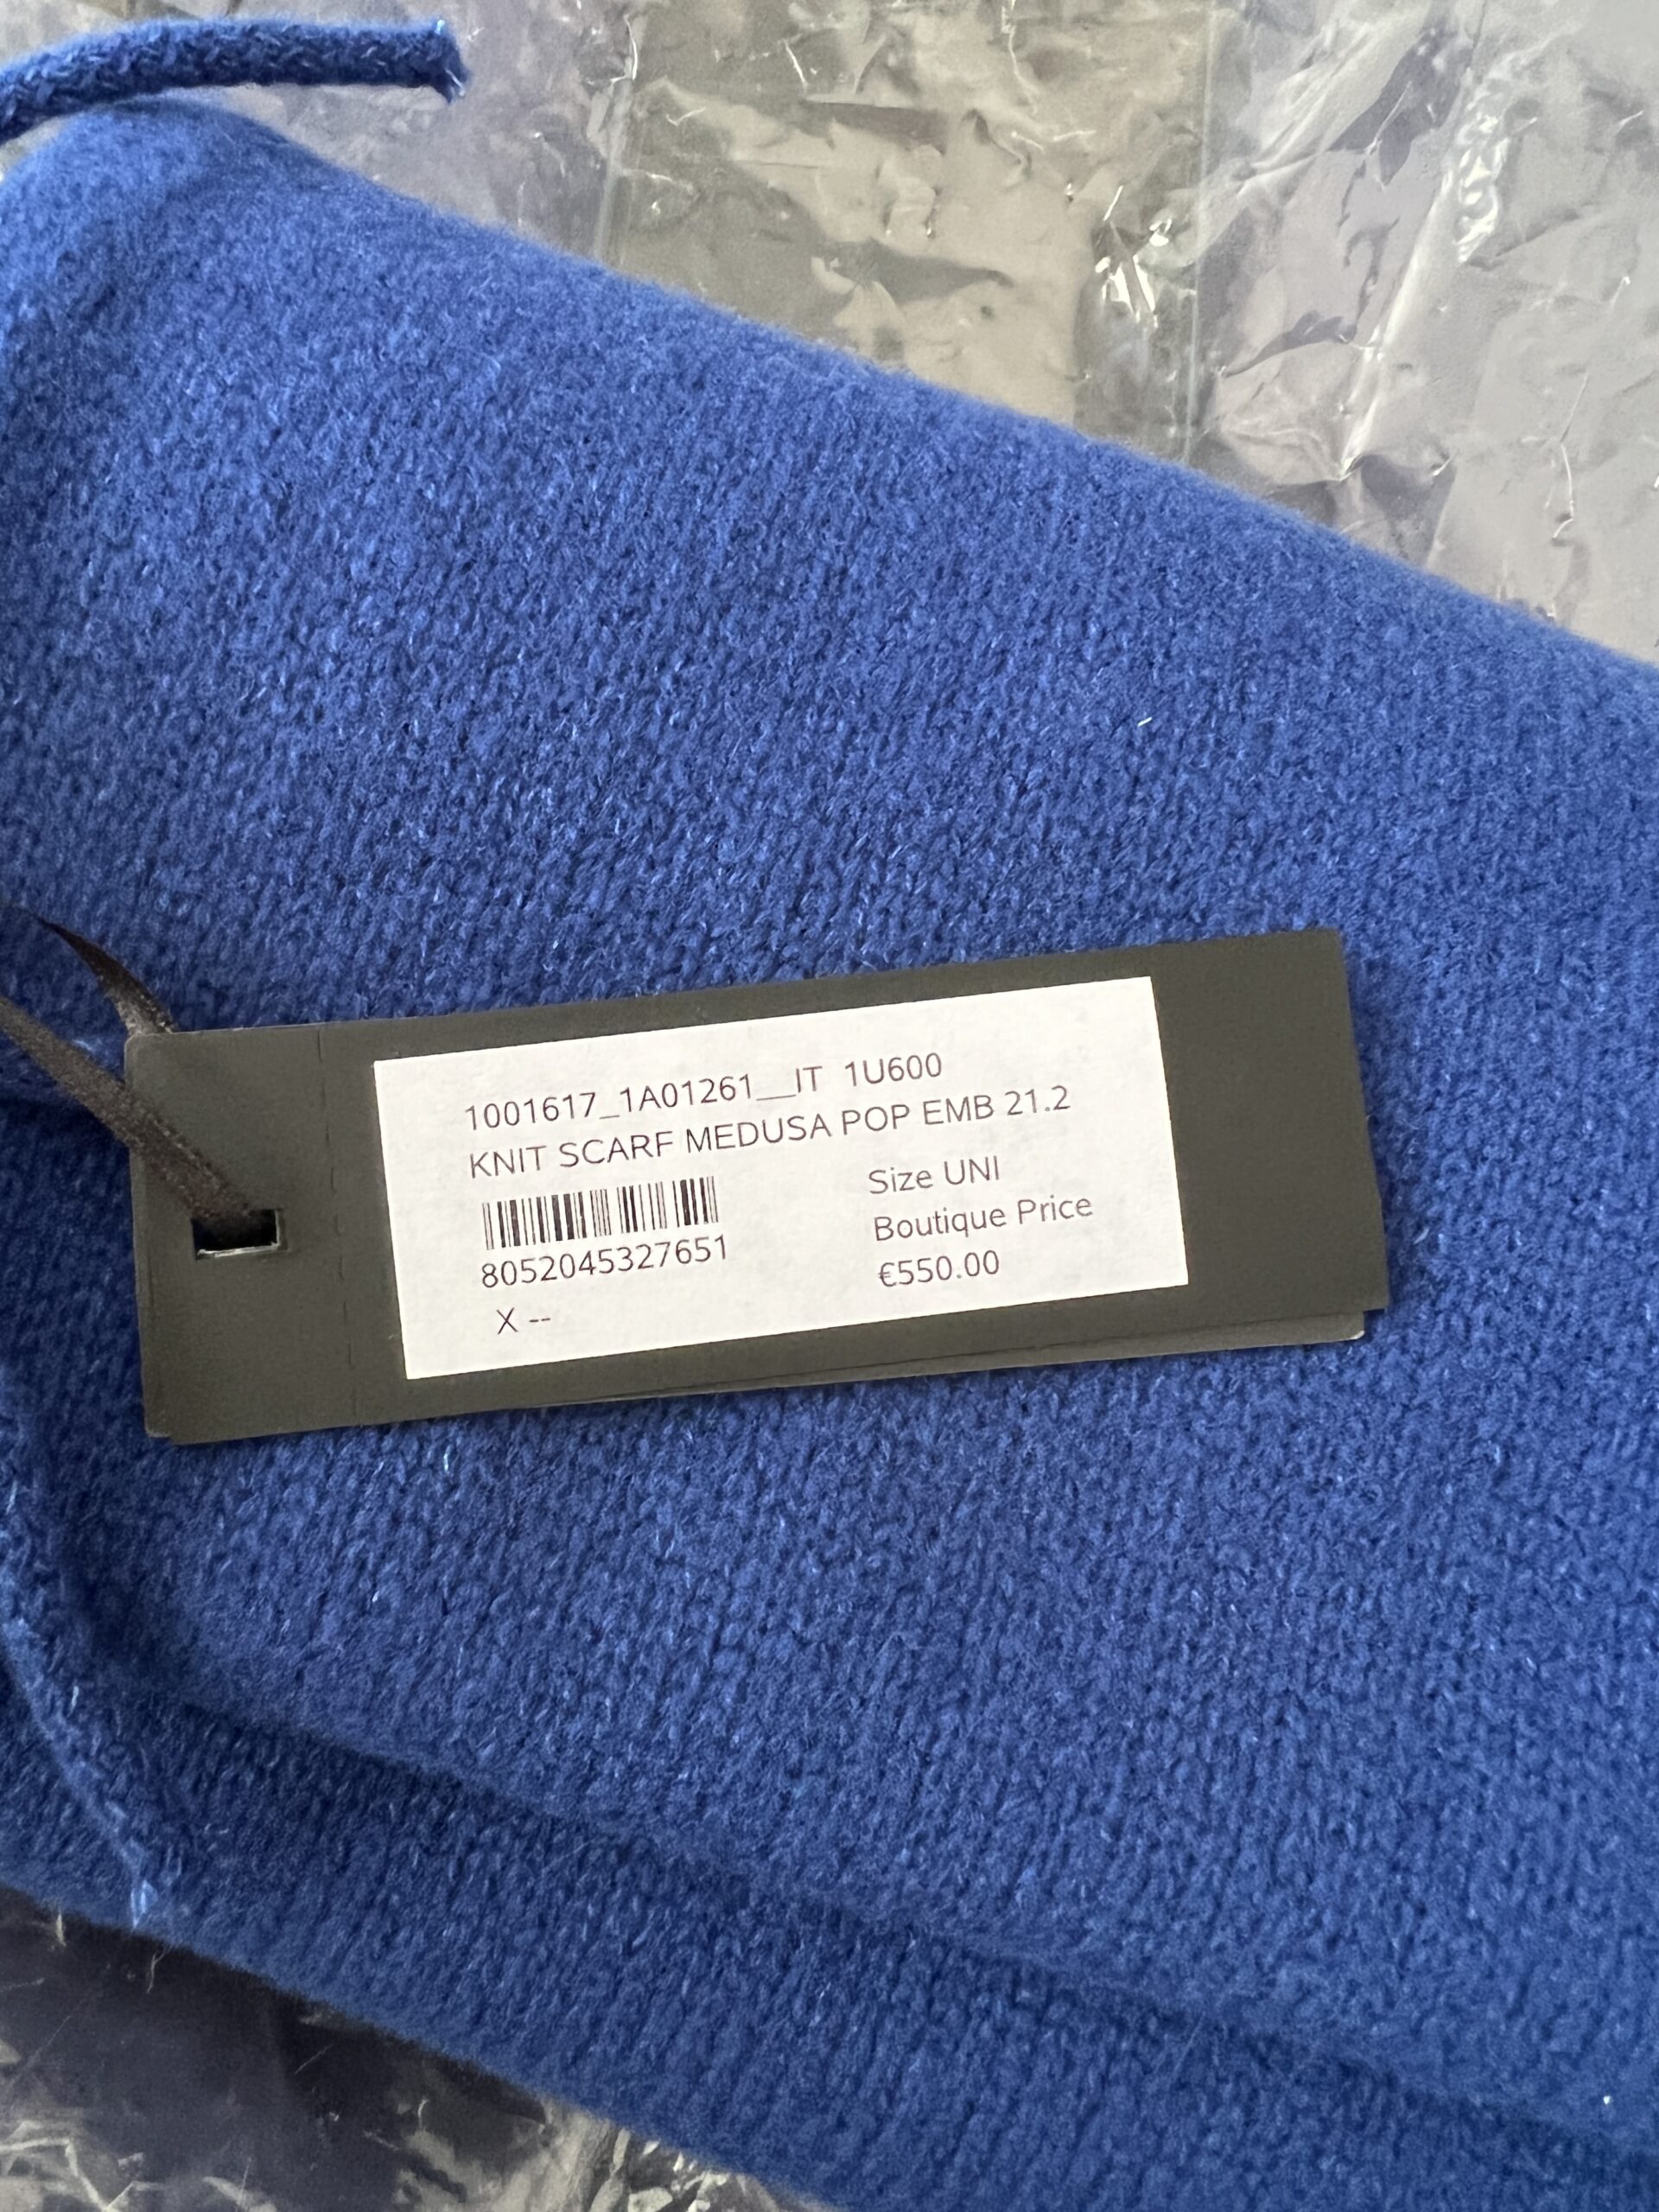 1001617_1A01261__IT 1U600
KNIT SCARF MEDUSA POP EMB 21.2
Size UNI
Boutique Price
8052045327651
€550.00
X --